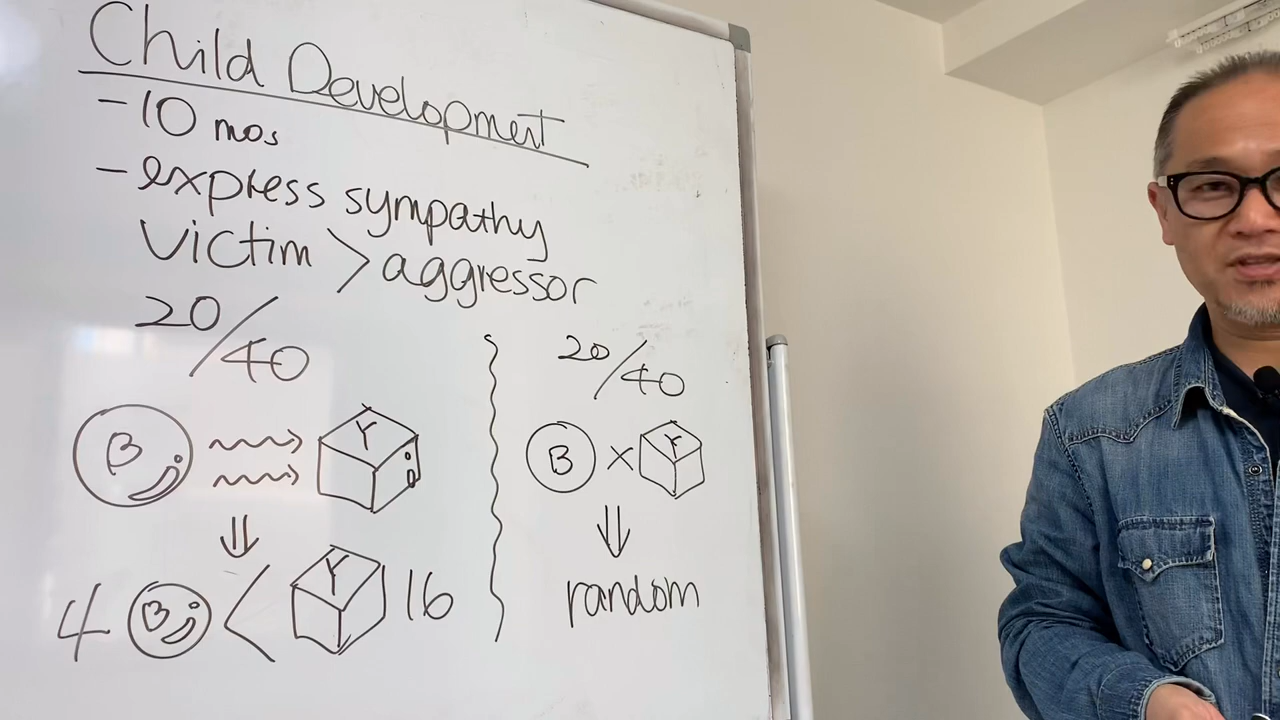 Child Development
- 10 mos
- express sympathy
victim > aggressor
20/40
B Y
4 B < Y 16
20/40
B x Y
random